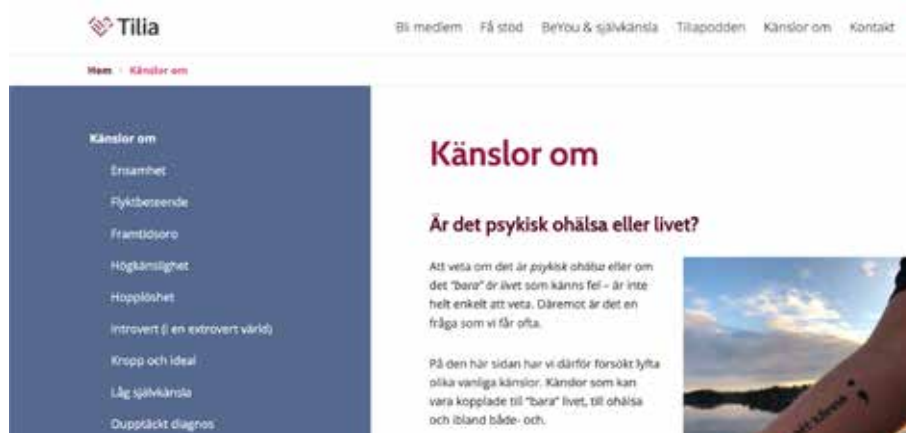 Tilia
Bli medlem Få stöd BeYou & självkänsla Tiliapodden Känslor om Kontakt
Hem › Känslor om
Känslor om
Ensamhet
Flyktbeteende
Framtidsoro
Högkänslighet
Hopplöshet
Introvert (i en extrovert värld)
Kropp och ideal
Låg självkänsla
Oupptäckt diagnos
Känslor om
Är det psykisk ohälsa eller livet?
Att veta om det är psykisk ohälsa eller om
det "bara" är livet som känns fel – är inte
helt enkelt att veta. Däremot är det en
fråga som vi får ofta.
På den här sidan har vi därför försökt lyfta
olika vanliga känslor. Känslor som kan
vara kopplade till "bara" livet, till ohälsa
och ibland både- och.
att känna